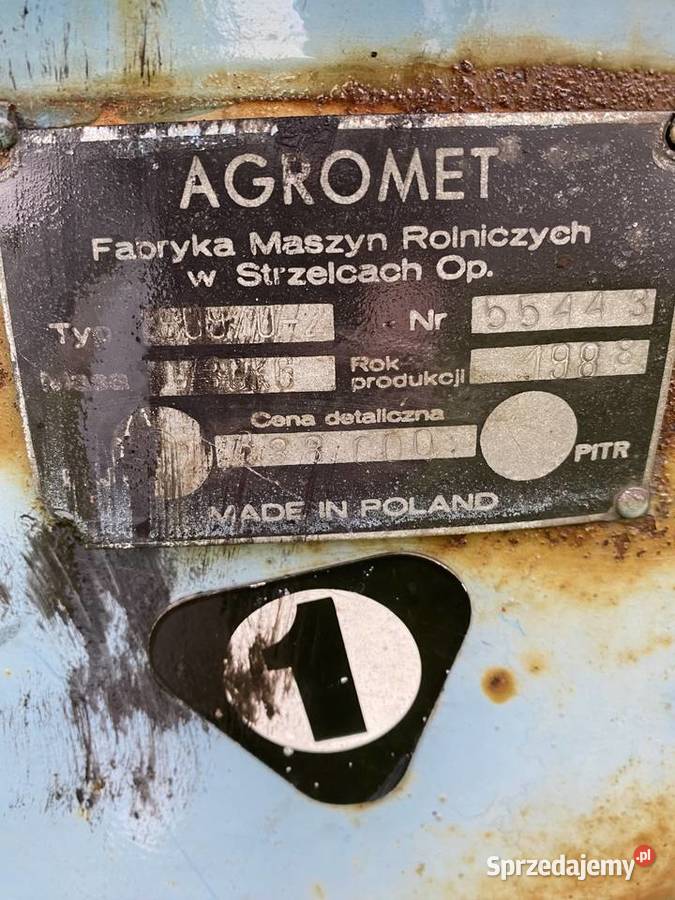 AGROMET
Fabryka Maszyn Rolniczych
w Strzelcach Op.
Typ Nr 55443
Masa Rok produkcji 1988
Cena detaliczna
PITR
MADE IN POLAND
1
Sprzedajemy.pl